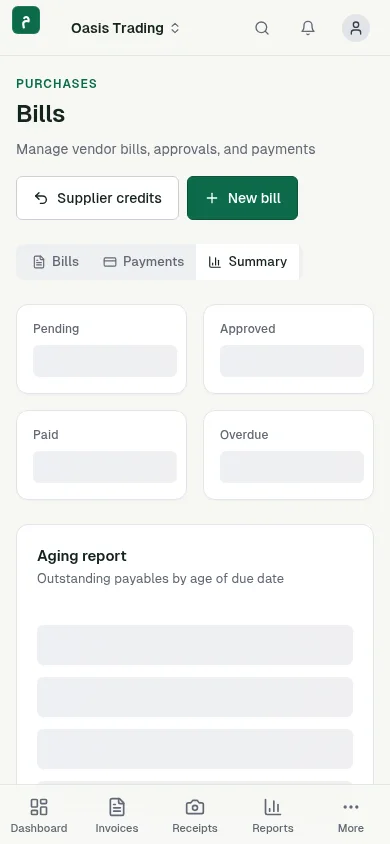 Oasis Trading
PURCHASES
Bills
Manage vendor bills, approvals, and payments
Supplier credits
New bill
Bills
Payments
Summary
Pending
Approved
Paid
Overdue
Aging report
Outstanding payables by age of due date
Dashboard
Invoices
Receipts
Reports
More